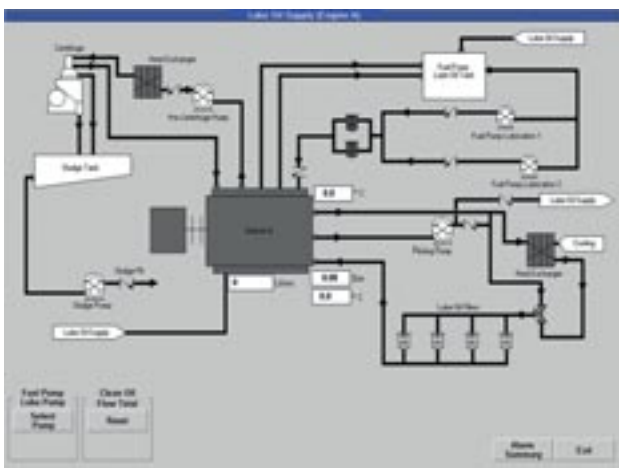 Lube Oil Supply (Engine A)
Centrifuge
Heat Exchanger
Pre Centrifuge Pump
Lube Oil Supply
Fuel Pump
Lube Oil Tank
Fuel Pump Lubrication 1
Fuel Pump Lubrication 2
Sludge Tank
0.0 °C
Lube Oil Supply
Priming Pump
Cooling
Heat Exchanger
Sludge Pit
Sludge Pump
0
0.00 Bar
0.0 °C
Lube Oil Filters
Lube Oil Supply
Fuel Pump
Lube Pump
Select
Pump
Clean Oil
Flow Total
Reset
Alarm
Summary
Exit